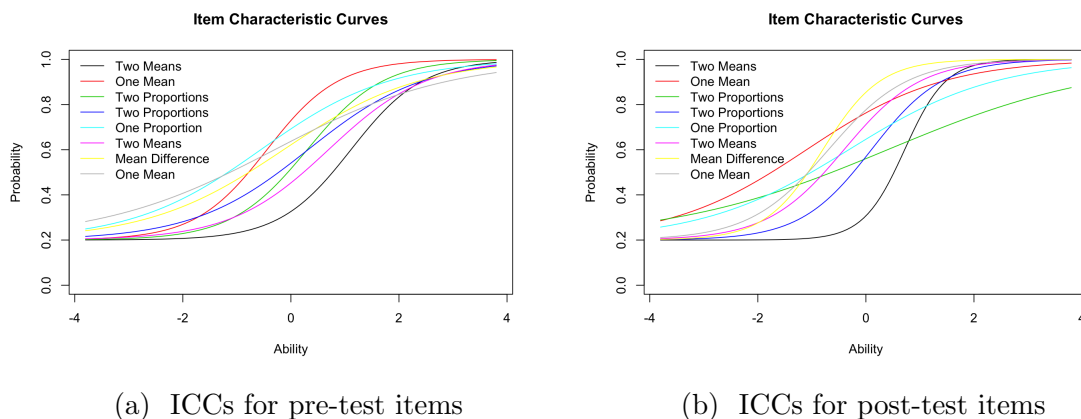 Item Characteristic Curves
Probability
1.0
0.8
0.6
0.4
0.2
0.0
Two Means
One Mean
Two Proportions
Two Proportions
One Proportion
Two Means
Mean Difference
One Mean
-4 -2 0 2 4
Ability
(a) ICCs for pre-test items
Item Characteristic Curves
Probability
1.0
0.8
0.6
0.4
0.2
0.0
Two Means
One Mean
Two Proportions
Two Proportions
One Proportion
Two Means
Mean Difference
One Mean
-4 -2 0 2 4
Ability
(b) ICCs for post-test items